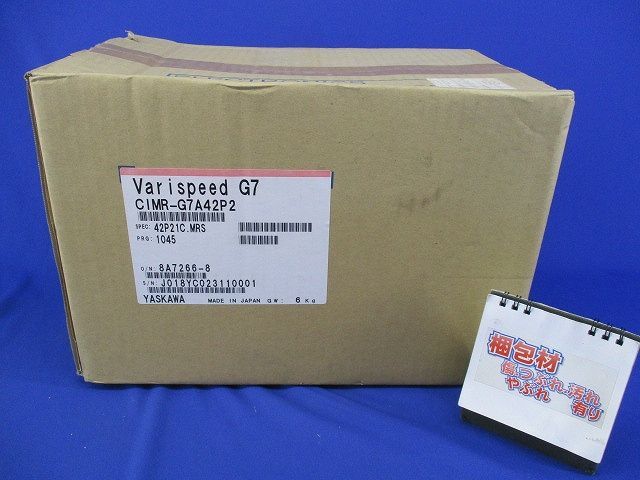 Varispeed G7
CIMR-G7A42P2
SPEC: 42P21C.MRS
PRG: 1045
O/N: 8A7266-8
S/N: J018YC023110001
YASKAWA MADE IN JAPAN GW: 6 Kg
梱包材
傷つぶれ・汚れ
やぶれ 有り